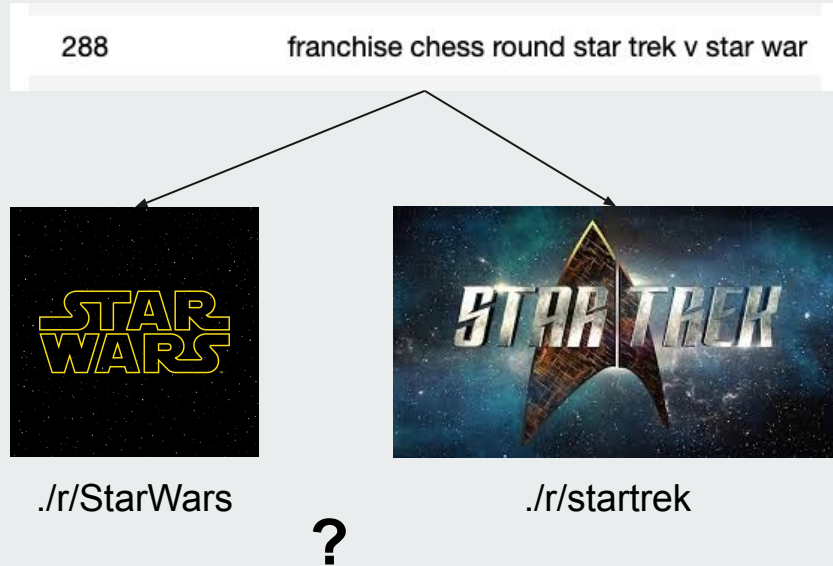 288 franchise chess round star trek v star war
STAR
WARS
STAR TREK
./r/StarWars
./r/startrek
?